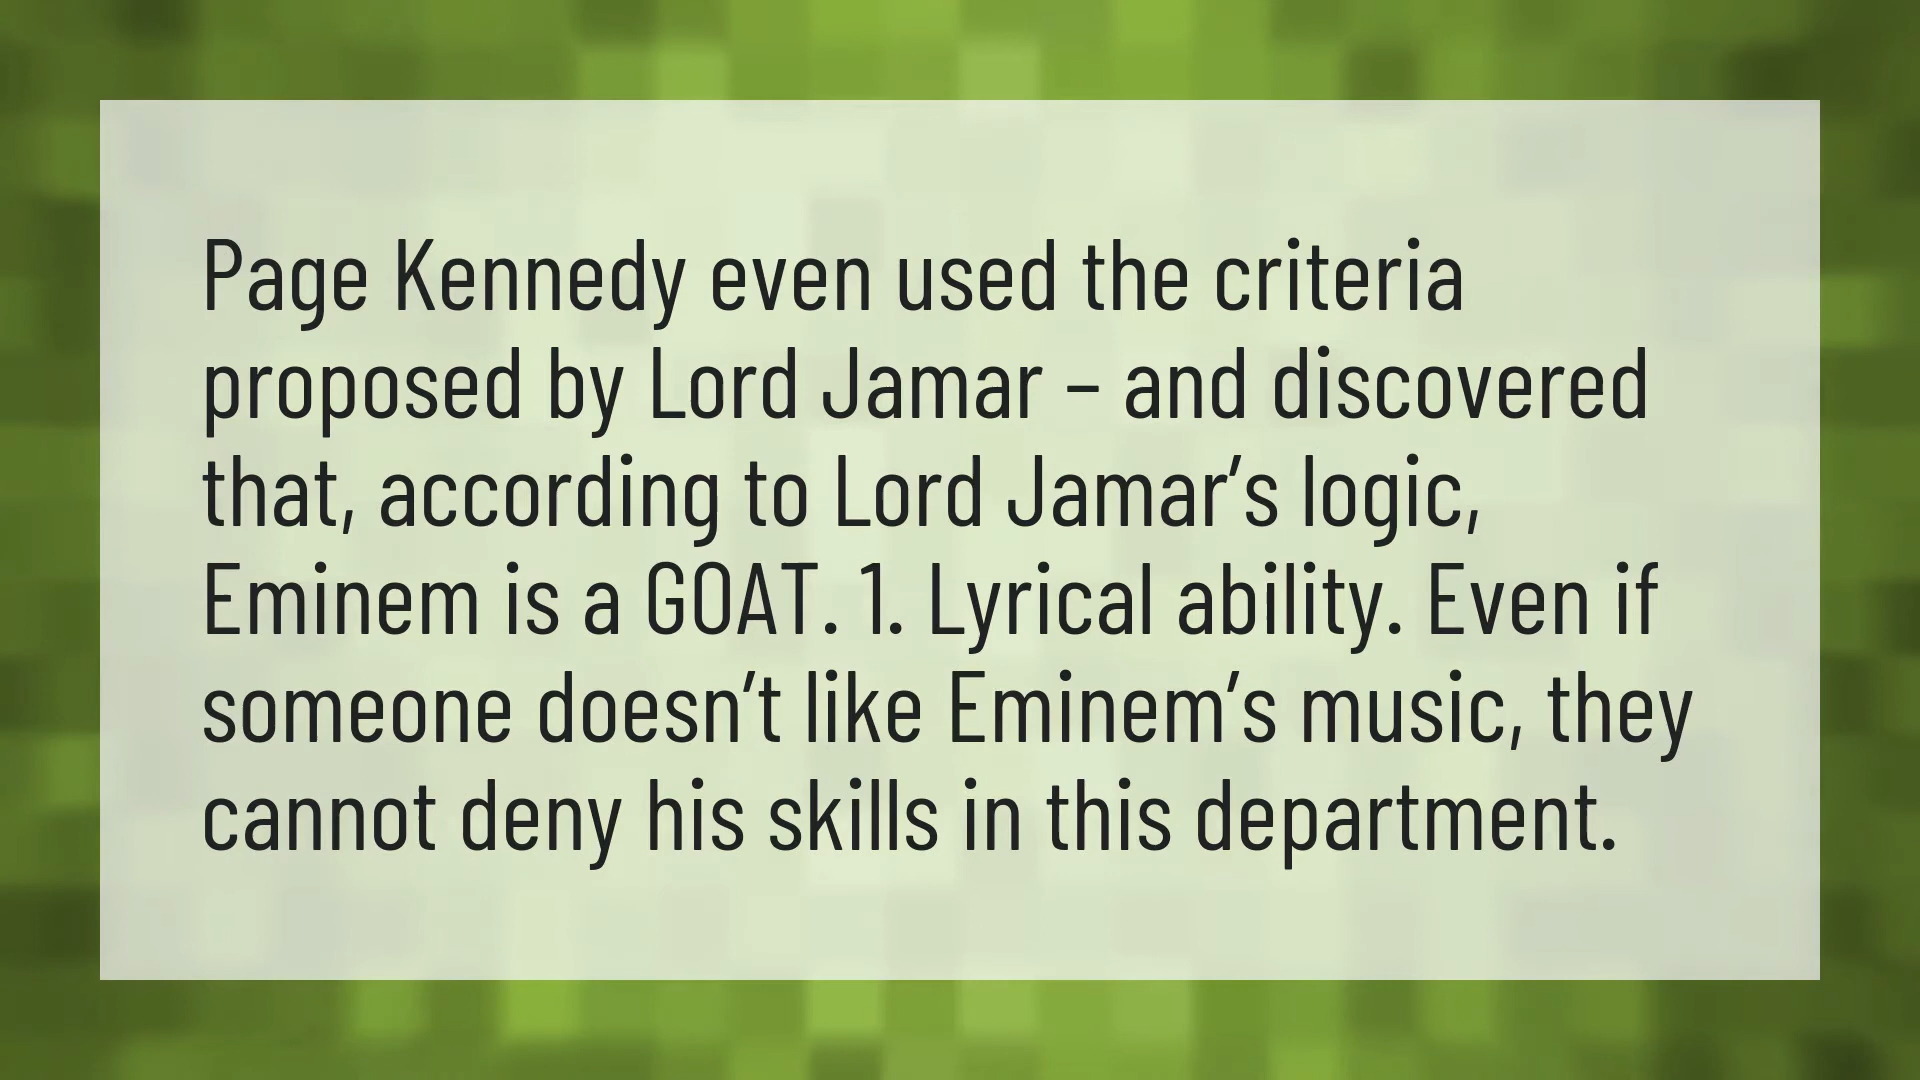 Page Kennedy even used the criteria
proposed by Lord Jamar – and discovered
that, according to Lord Jamar’s logic,
Eminem is a GOAT. 1. Lyrical ability. Even if
someone doesn’t like Eminem’s music, they
cannot deny his skills in this department.